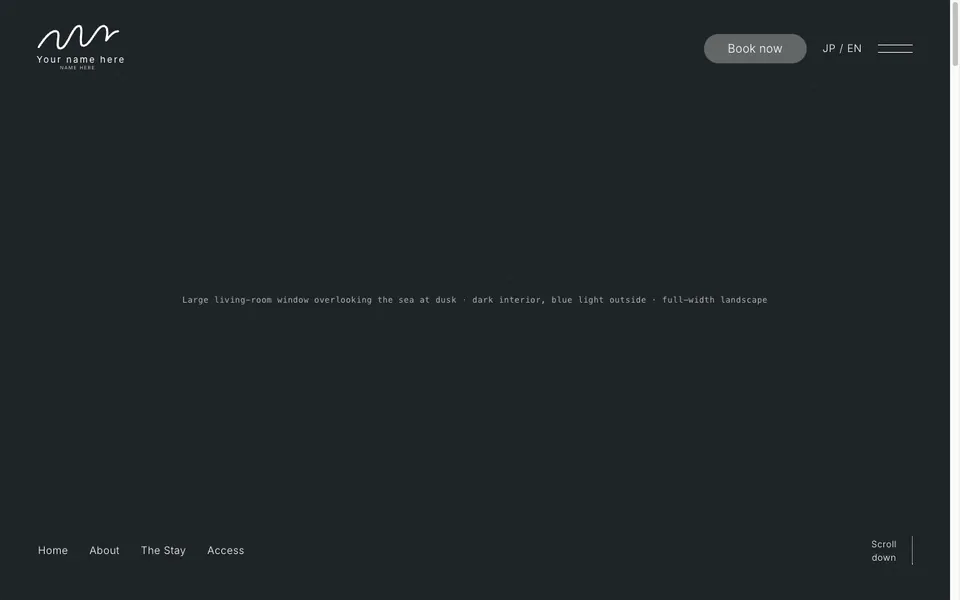 Your name here
NAME HERE
Book now
JP / EN
Large living-room window overlooking the sea at dusk · dark interior, blue light outside · full-width landscape
Home
About
The Stay
Access
Scroll
down